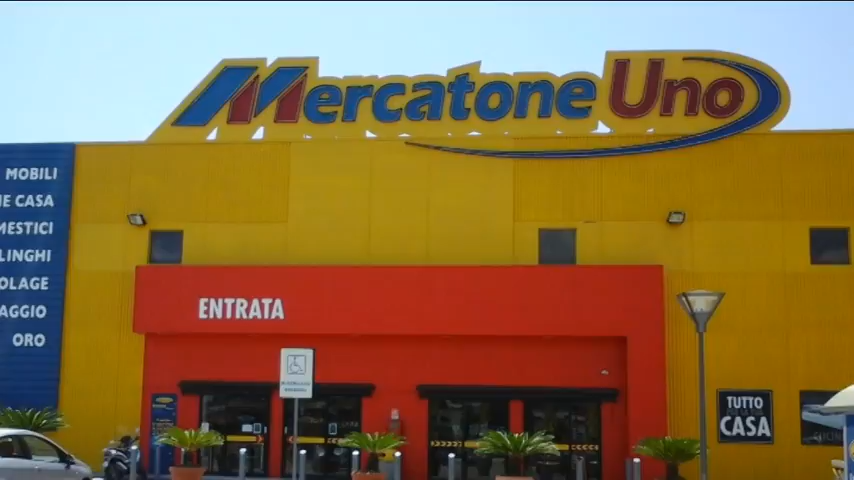 Mercatone Uno
MOBILI
E CASA
MESTICI
LINGHI
OLAGE
AGGIO
ORO
ENTRATA
TUTTO
CASA